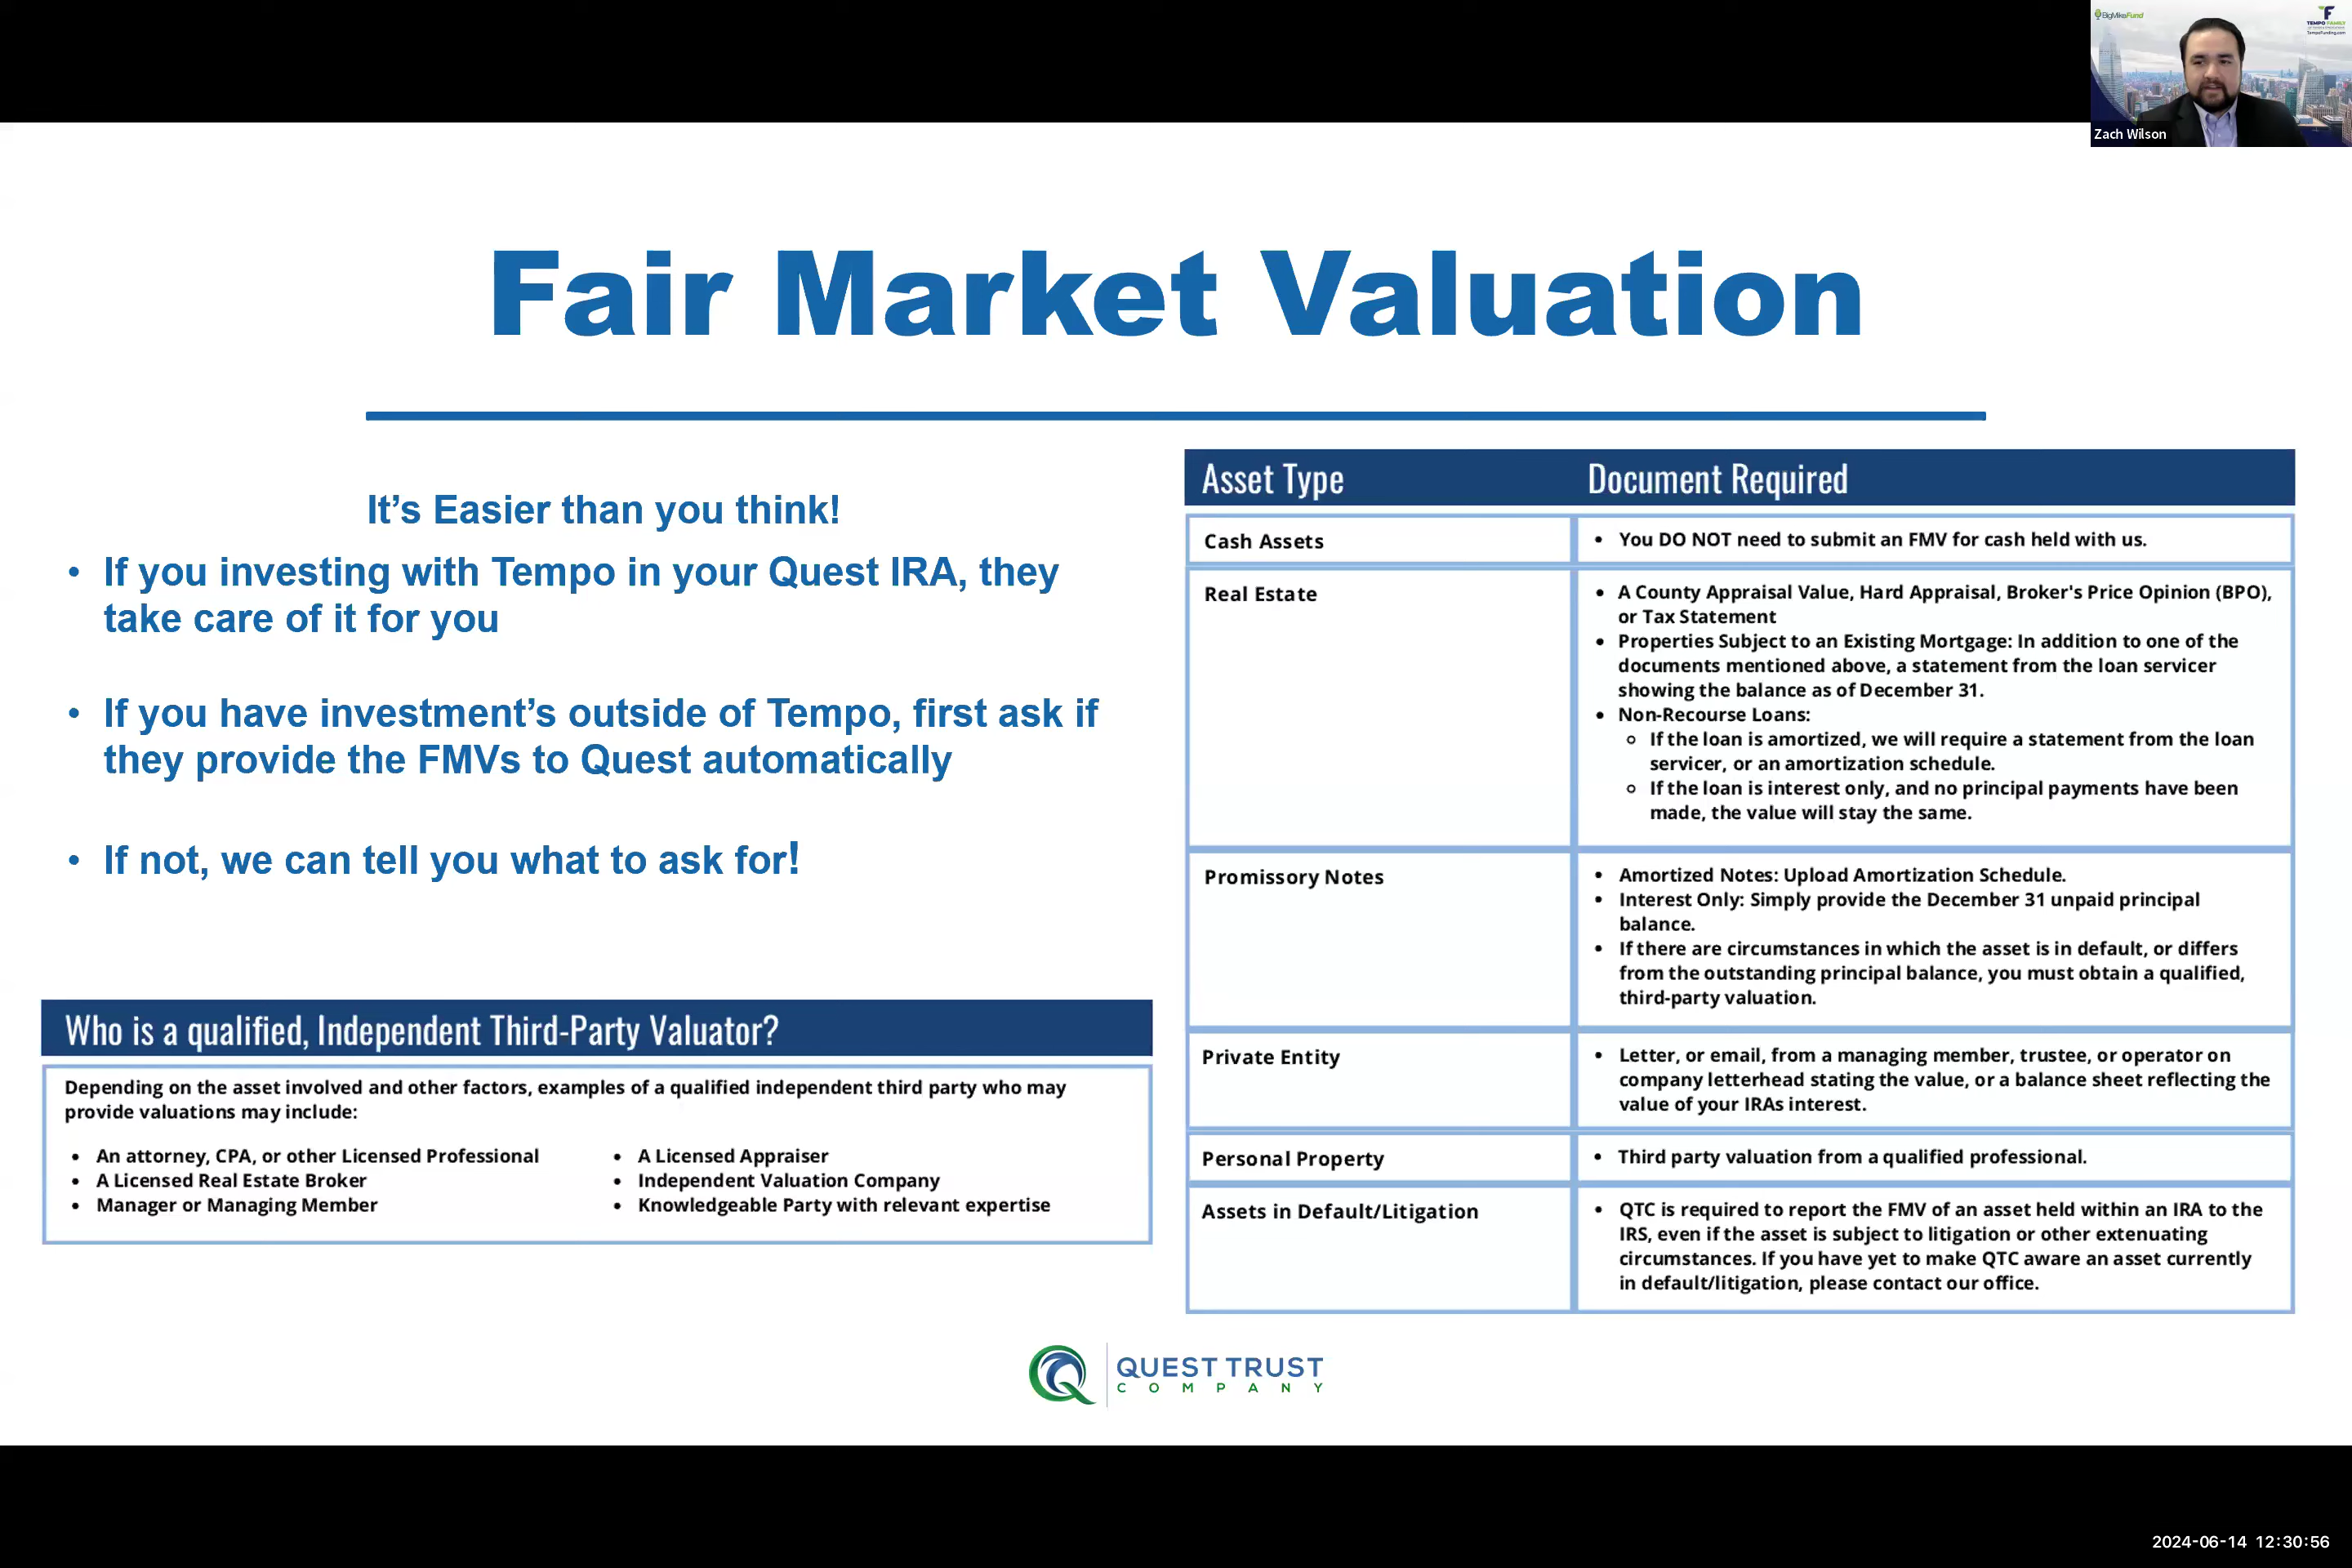 BigMikeFund
TEMPO FAMILY
TempoFunding.com
Zach Wilson
Fair Market Valuation
It’s Easier than you think!
• If you investing with Tempo in your Quest IRA, they
take care of it for you
• If you have investment’s outside of Tempo, first ask if
they provide the FMVs to Quest automatically
• If not, we can tell you what to ask for!
Who is a qualified, Independent Third-Party Valuator?
Depending on the asset involved and other factors, examples of a qualified independent third party who may
provide valuations may include:
• An attorney, CPA, or other Licensed Professional
• A Licensed Real Estate Broker
• Manager or Managing Member
• A Licensed Appraiser
• Independent Valuation Company
• Knowledgeable Party with relevant expertise
Asset Type Document Required
Cash Assets
• You DO NOT need to submit an FMV for cash held with us.
Real Estate
• A County Appraisal Value, Hard Appraisal, Broker's Price Opinion (BPO),
or Tax Statement
• Properties Subject to an Existing Mortgage: In addition to one of the
documents mentioned above, a statement from the loan servicer
showing the balance as of December 31.
• Non-Recourse Loans:
◦ If the loan is amortized, we will require a statement from the loan
servicer, or an amortization schedule.
◦ If the loan is interest only, and no principal payments have been
made, the value will stay the same.
Promissory Notes
• Amortized Notes: Upload Amortization Schedule.
• Interest Only: Simply provide the December 31 unpaid principal
balance.
• If there are circumstances in which the asset is in default, or differs
from the outstanding principal balance, you must obtain a qualified,
third-party valuation.
Private Entity
• Letter, or email, from a managing member, trustee, or operator on
company letterhead stating the value, or a balance sheet reflecting the
value of your IRAs interest.
Personal Property
• Third party valuation from a qualified professional.
Assets in Default/Litigation
• QTC is required to report the FMV of an asset held within an IRA to the
IRS, even if the asset is subject to litigation or other extenuating
circumstances. If you have yet to make QTC aware an asset currently
in default/litigation, please contact our office.
QUEST TRUST
COMPANY
2024-06-14 12:30:56